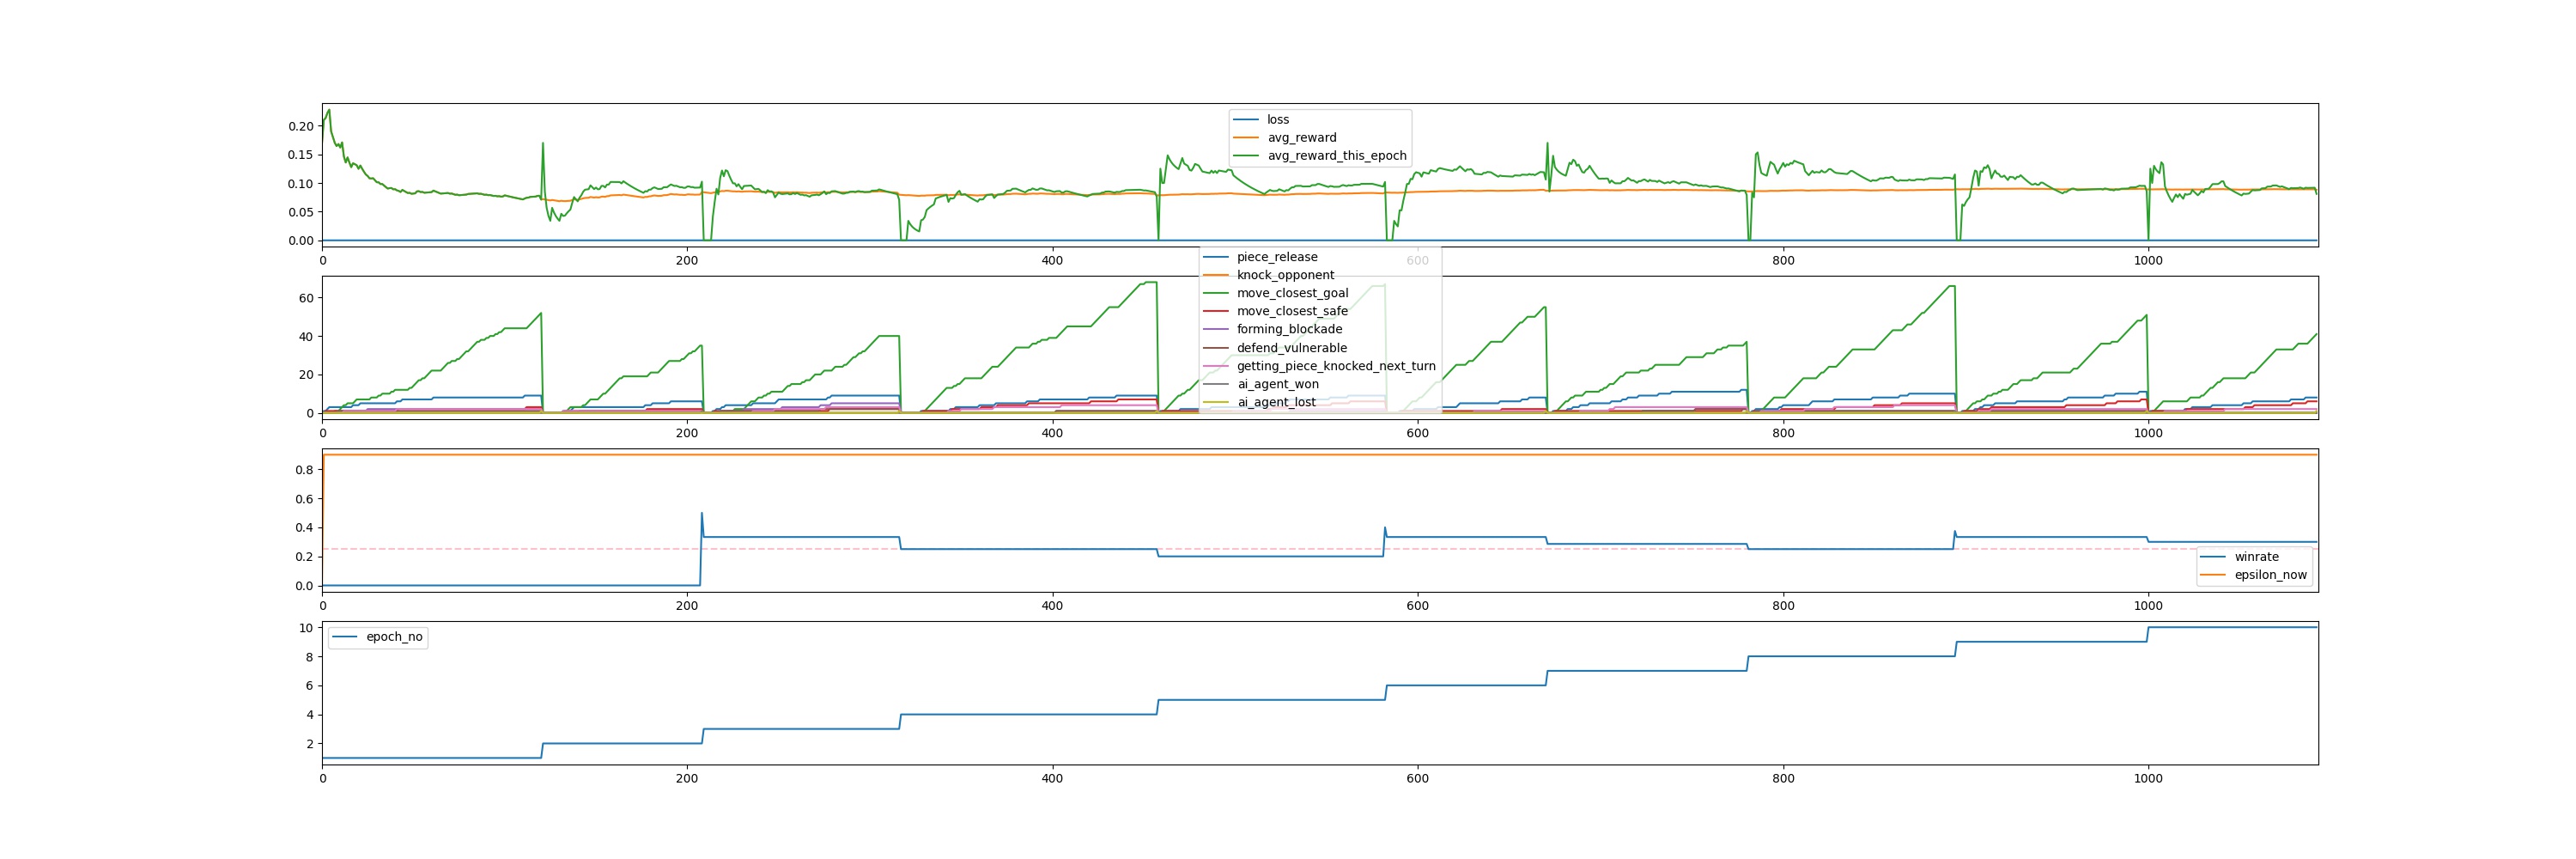 0.20
0.15
0.10
0.05
0.00
loss
avg_reward
avg_reward_this_epoch
0 200 400 600 800 1000
60
40
20
0
piece_release
knock_opponent
move_closest_goal
move_closest_safe
forming_blockade
defend_vulnerable
getting_piece_knocked_next_turn
ai_agent_won
ai_agent_lost
0 200 400 600 800 1000
0.8
0.6
0.4
0.2
0.0
winrate
epsilon_now
0 200 400 600 800 1000
10
8
6
4
2
epoch_no
0 200 400 600 800 1000